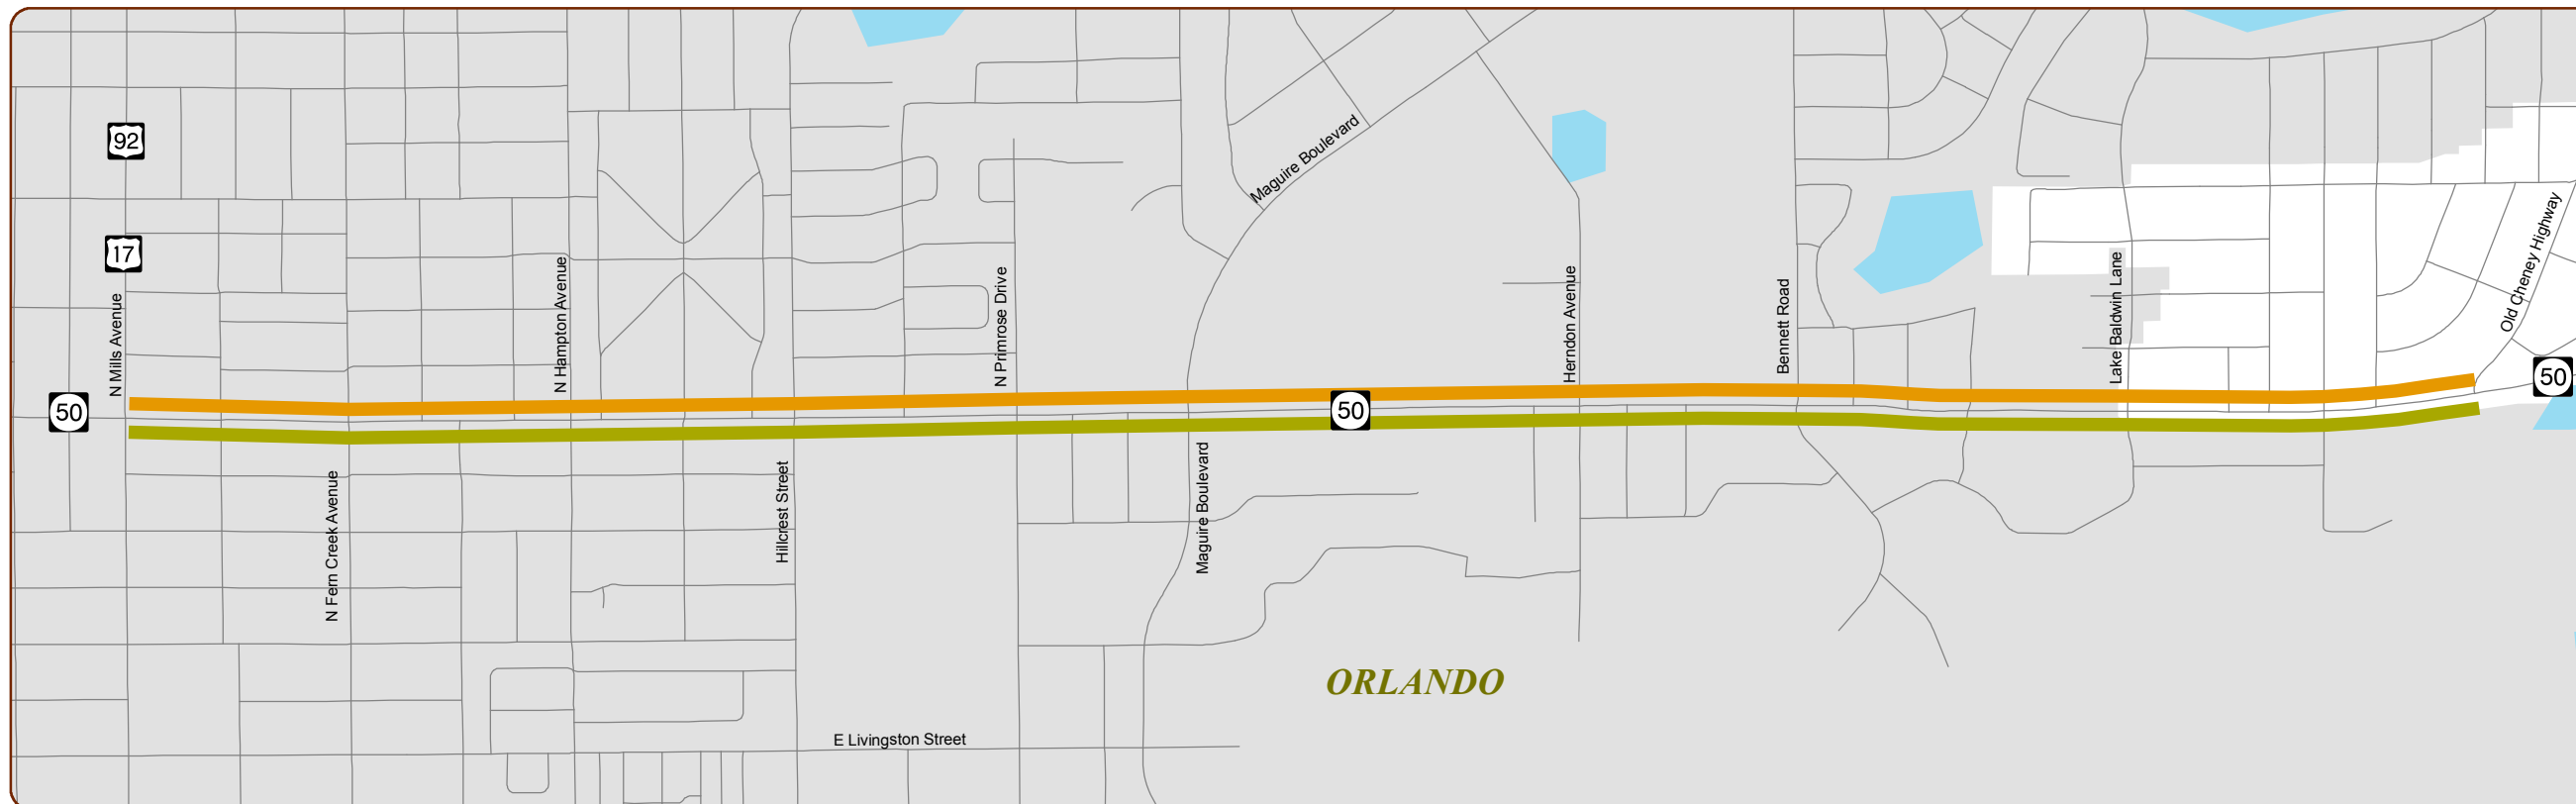 92
Maguire Boulevard
17
N Mills Avenue
N Hampton Avenue
N Primrose Drive
Herndon Avenue
Bennett Road
Lake Baldwin Lane
Old Cheney Highway
50
50
50
N Fern Creek Avenue
Hillcrest Street
Maguire Boulevard
ORLANDO
E Livingston Street